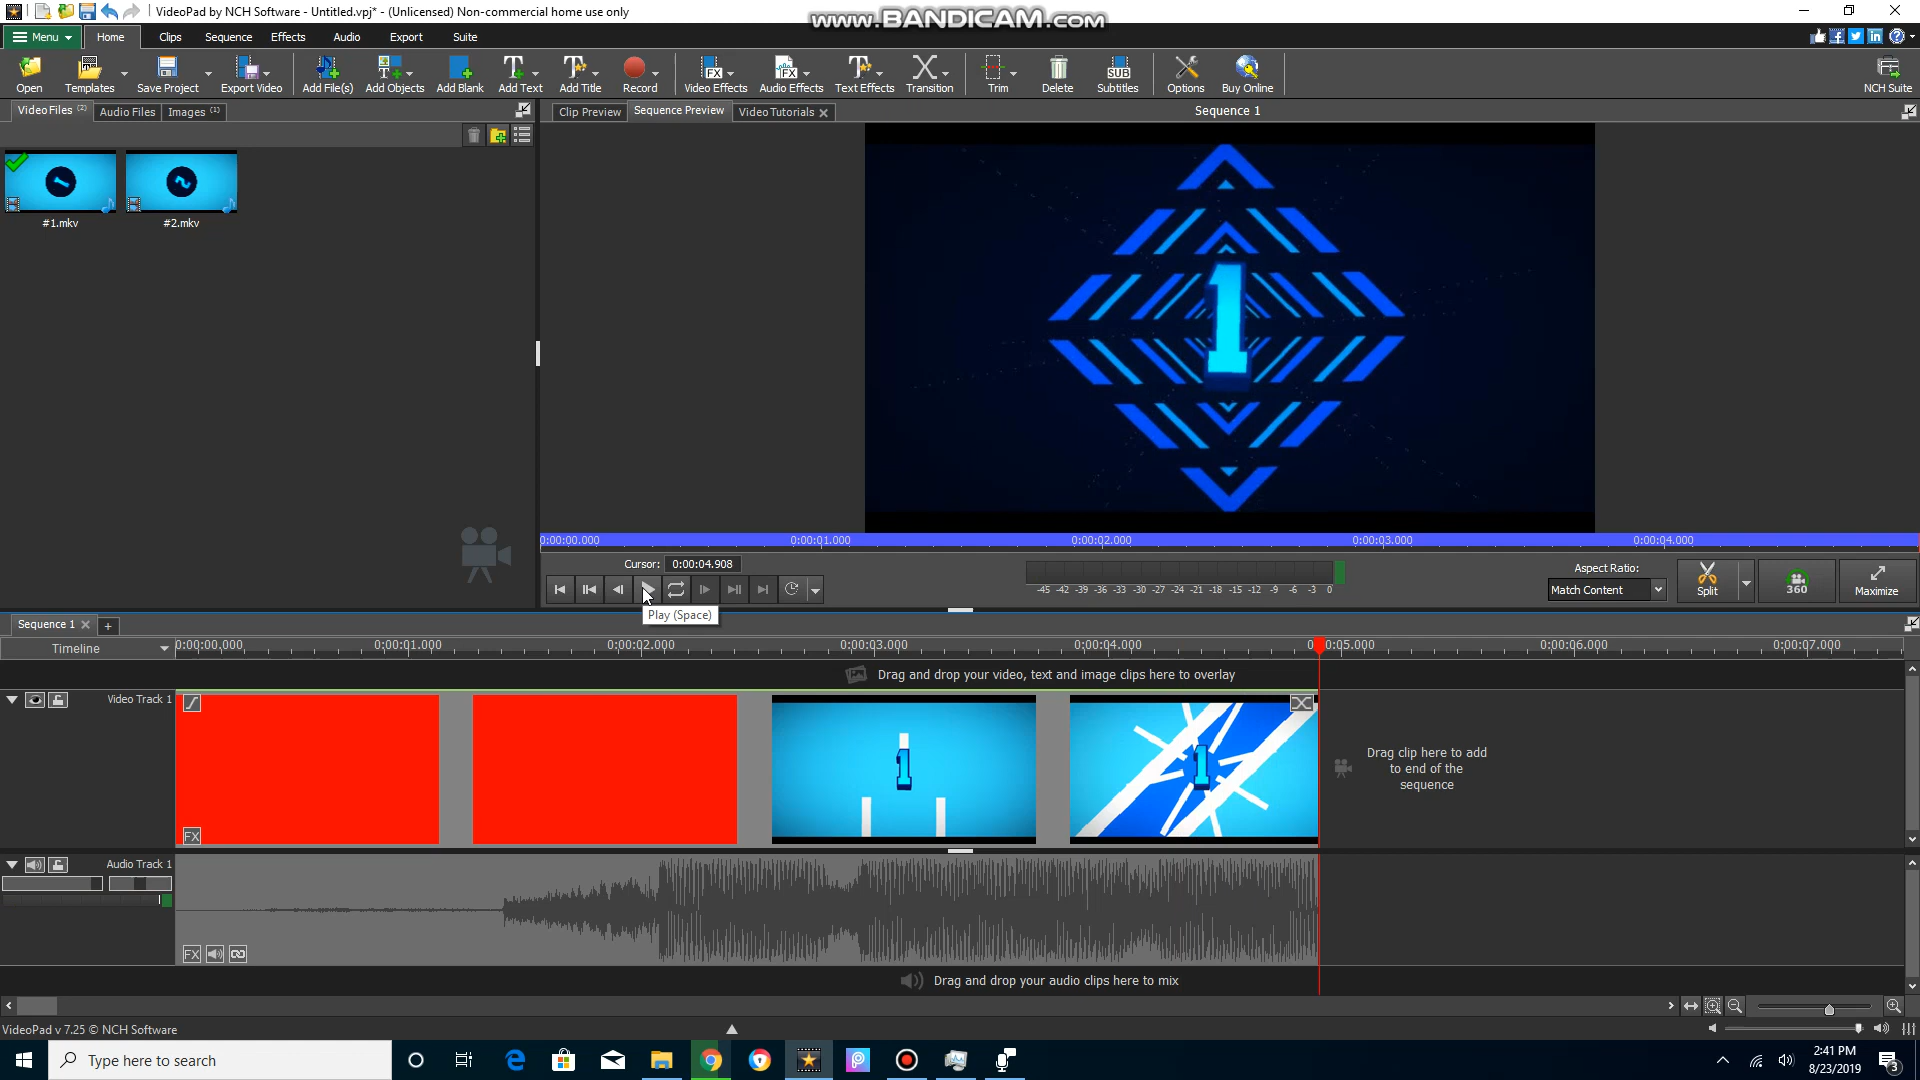 VideoPad by NCH Software - Untitled.vpj* - (Unlicensed) Non-commercial home use only
www.BANDICAM.com
Menu Home Clips Sequence Effects Audio Export Suite
Open Templates Save Project Export Video Add File(s) Add Objects Add Blank Add Text Add Title Record Video Effects Audio Effects Text Effects Transition Trim Delete Subtitles Options Buy Online NCH Suite
Video Files (2) Audio Files Images (1)
Clip Preview Sequence Preview Video Tutorials Sequence 1
#1.mkv #2.mkv
1
0:00:00.000 0:00:01.000 0:00:02.000 0:00:03.000 0:00:04.000
Cursor: 0:00:04.908
-45 -42 -39 -36 -33 -30 -27 -24 -21 -18 -15 -12 -9 -6 -3 0
Aspect Ratio:
Match Content
Split 360 Maximize
Play (Space)
Sequence 1
Timeline 0:00:00.000 0:00:01.000 0:00:02.000 0:00:03.000 0:00:04.000 0:00:05.000 0:00:06.000 0:00:07.000
Drag and drop your video, text and image clips here to overlay
Video Track 1
1 1
Drag clip here to add
to end of the
sequence
FX
Audio Track 1
FX
Drag and drop your audio clips here to mix
VideoPad v 7.25 © NCH Software
Type here to search
2:41 PM
8/23/2019
3